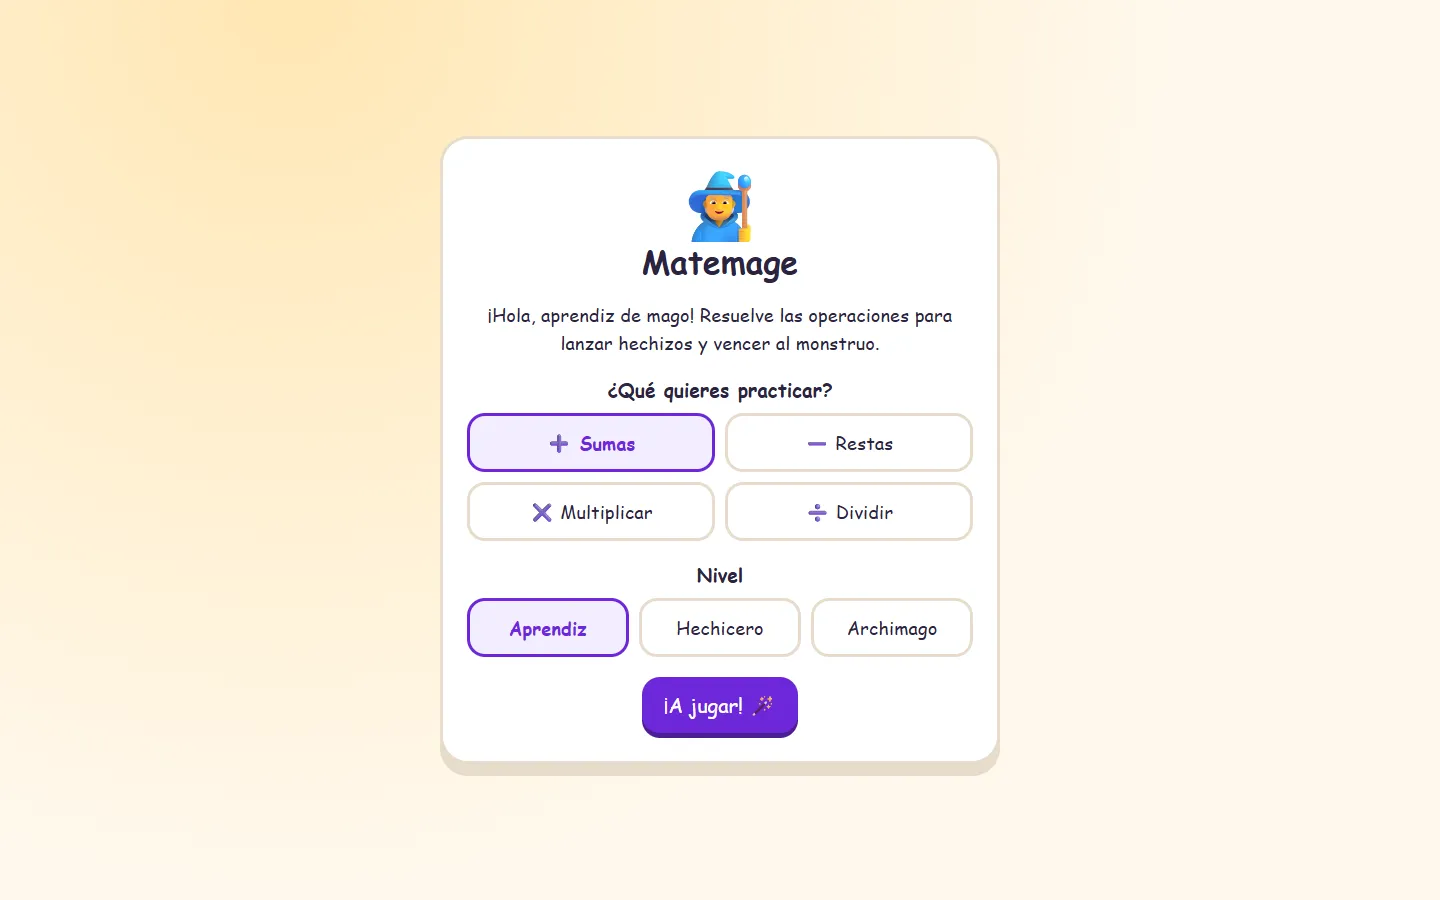 Matemage
¡Hola, aprendiz de mago! Resuelve las operaciones para
lanzar hechizos y vencer al monstruo.
¿Qué quieres practicar?
➕ Sumas
➖ Restas
✖ Multiplicar
➗ Dividir
Nivel
Aprendiz
Hechicero
Archimago
¡A jugar! 🪄